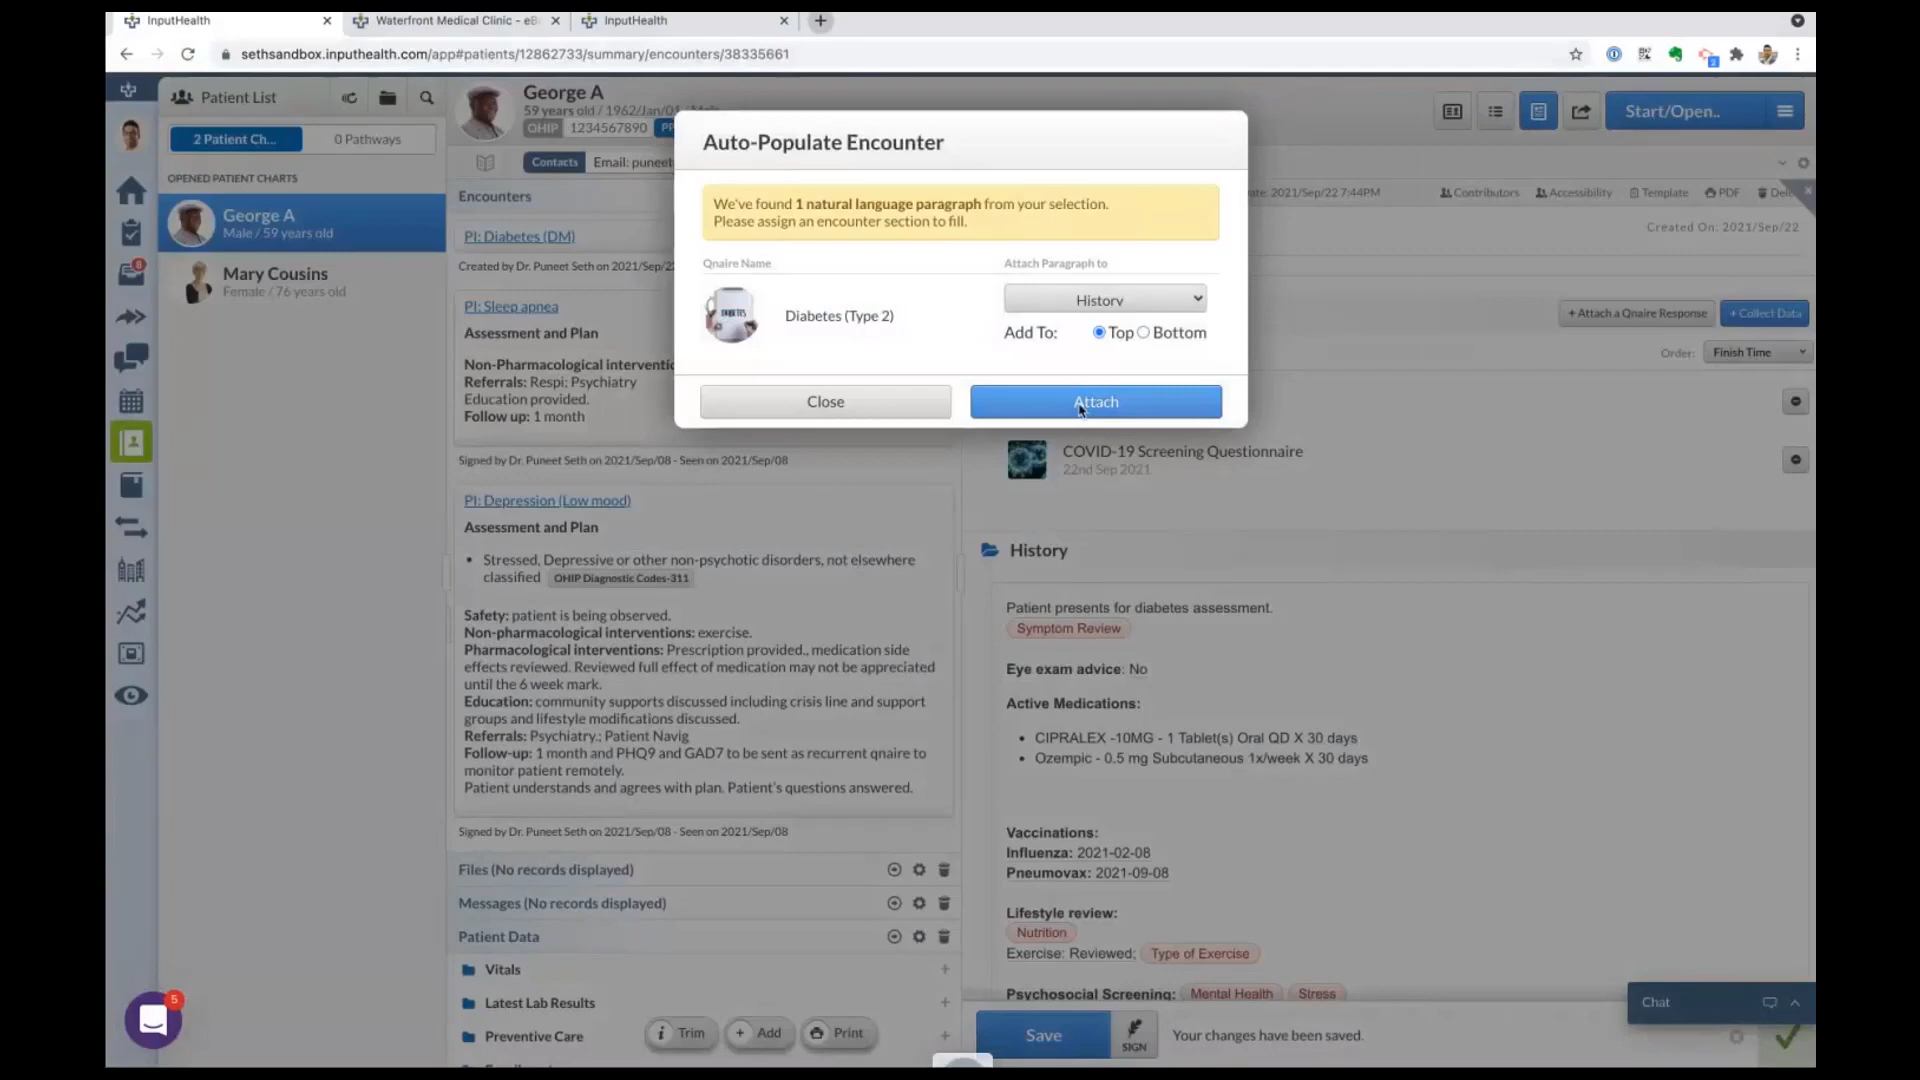 InputHealth
Waterfront Medical Clinic - eB
InputHealth
sethsandbox.inputhealth.com/app#patients/12862733/summary/encounters/38335661
2
Patient List
2 Patient Ch...
0 Pathways
OPENED PATIENT CHARTS
George A
Male / 59 years old
Mary Cousins
Female / 76 years old
8
5
George A
59 years old / 1962/Jan/0
OHIP 1234567890
Contacts Email: puneet
Start/Open..
Encounters
PI: Diabetes (DM)
Created by Dr. Puneet Seth on 2021/Sep/2
PI: Sleep apnea
Assessment and Plan
Non-Pharmacological interventic
Referrals: Respi; Psychiatry
Education provided.
Follow up: 1 month
Signed by Dr. Puneet Seth on 2021/Sep/08 - Seen on 2021/Sep/08
PI: Depression (Low mood)
Assessment and Plan
• Stressed, Depressive or other non-psychotic disorders, not elsewhere
classified OHIP Diagnostic Codes-311
Safety: patient is being observed.
Non-pharmacological interventions: exercise.
Pharmacological interventions: Prescription provided., medication side
effects reviewed. Reviewed full effect of medication may not be appreciated
until the 6 week mark.
Education: community supports discussed including crisis line and support
groups and lifestyle modifications discussed.
Referrals: Psychiatry.; Patient Navig
Follow-up: 1 month and PHQ9 and GAD7 to be sent as recurrent qnaire to
monitor patient remotely.
Patient understands and agrees with plan. Patient's questions answered.
Signed by Dr. Puneet Seth on 2021/Sep/08 - Seen on 2021/Sep/08
Files (No records displayed)
Messages (No records displayed)
Patient Data
Vitals
Latest Lab Results
Preventive Care
Trim
Add
Print
Auto-Populate Encounter
We've found 1 natural language paragraph from your selection.
Please assign an encounter section to fill.
Qnaire Name
Attach Paragraph to
Diabetes (Type 2)
History
Add To: Top Bottom
Close
Attach
ate: 2021/Sep/22 7:44PM
Contributors
Accessibility
Template
PDF
Dele
Created On: 2021/Sep/22
+ Attach a Qnaire Response
+ Collect Data
Order: Finish Time
COVID-19 Screening Questionnaire
22nd Sep 2021
History
Patient presents for diabetes assessment.
Symptom Review
Eye exam advice: No
Active Medications:
• CIPRALEX -10MG - 1 Tablet(s) Oral QD X 30 days
• Ozempic - 0.5 mg Subcutaneous 1x/week X 30 days
Vaccinations:
Influenza: 2021-02-08
Pneumovax: 2021-09-08
Lifestyle review:
Nutrition
Exercise: Reviewed; Type of Exercise
Psychosocial Screening: Mental Health Stress
Chat
Save
SIGN
Your changes have been saved.